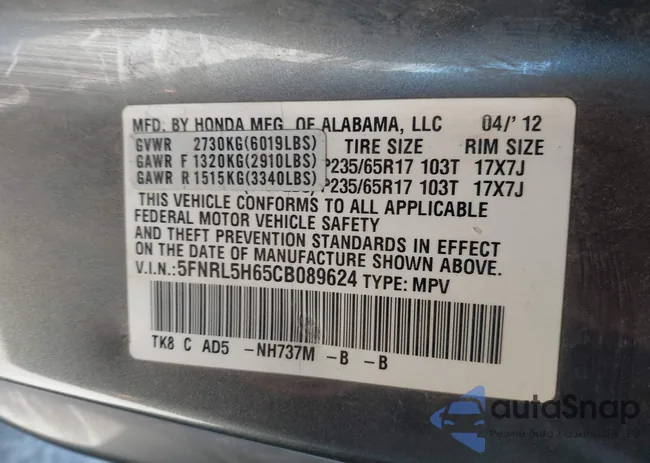 MFD. BY HONDA MFG. OF ALABAMA, LLC 04/'12
GVWR 2730KG(6019LBS) TIRE SIZE RIM SIZE
GAWR F 1320KG(2910LBS) P235/65R17 103T 17X7J
GAWR R 1515KG(3340LBS) P235/65R17 103T 17X7J
THIS VEHICLE CONFORMS TO ALL APPLICABLE
FEDERAL MOTOR VEHICLE SAFETY
AND THEFT PREVENTION STANDARDS IN EFFECT
ON THE DATE OF MANUFACTURE SHOWN ABOVE.
V.I.N.:5FNRL5H65CB089624 TYPE: MPV
TK8 C AD5 -NH737M -B -B
autoSnap